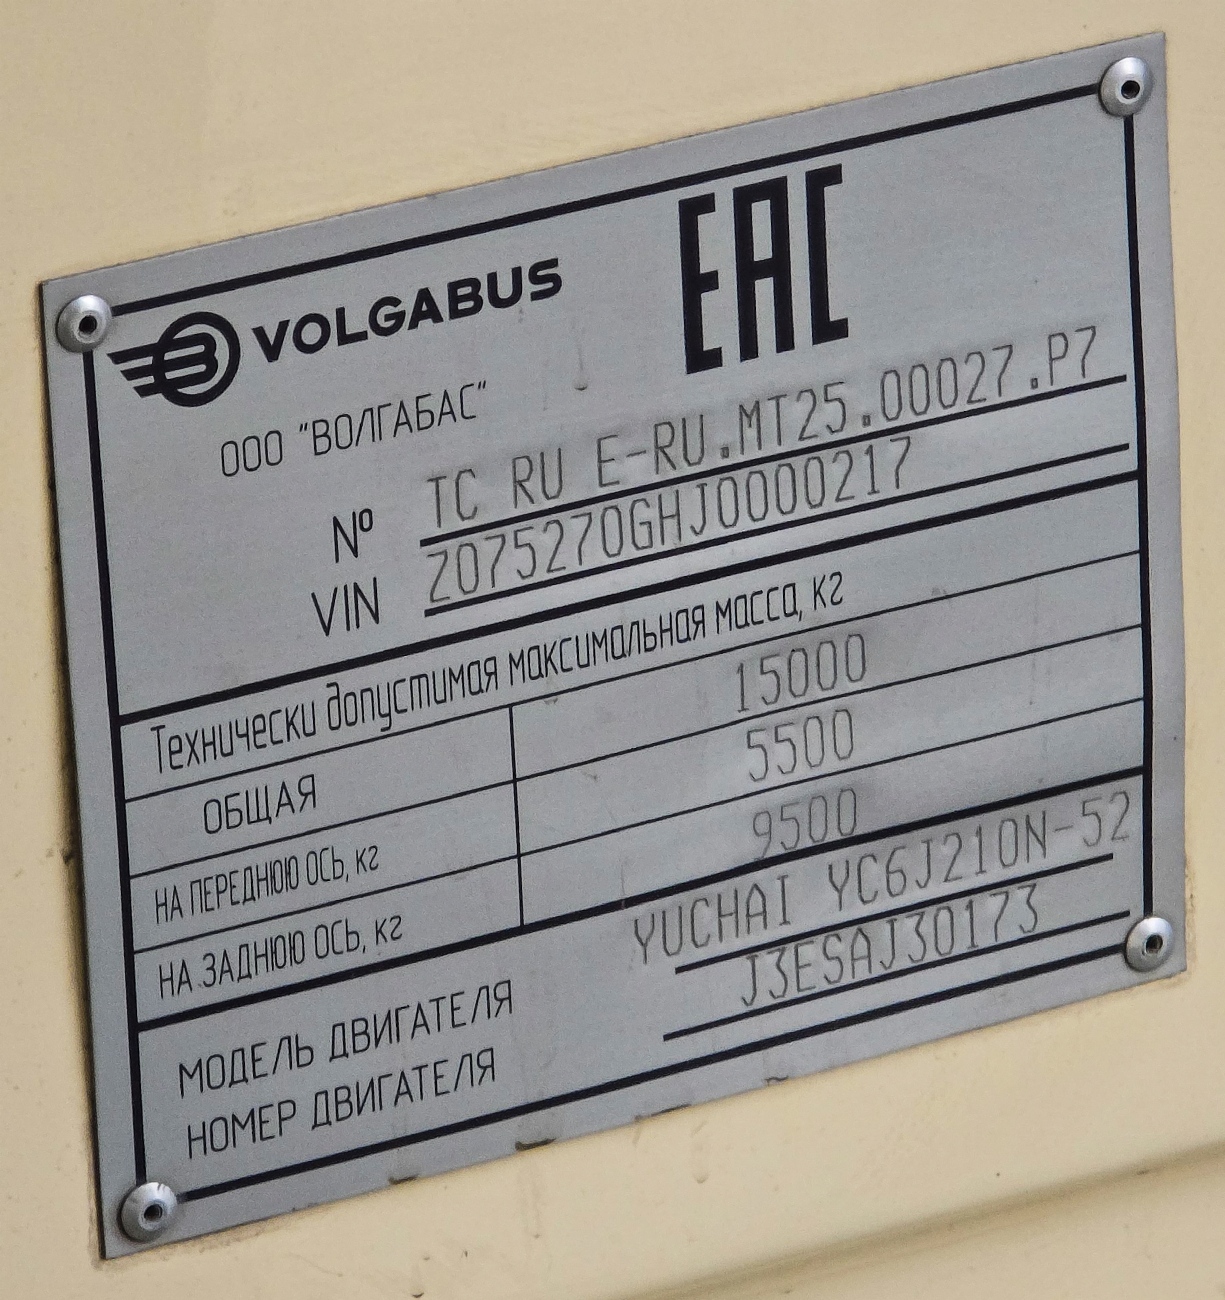 VOLGABUS EAC
ООО "ВОЛГАБАС"
№ TC RU E-RU.MT25.00027.P7
VIN Z075270GHJ0000217
Технически допустимая максимальная масса, кг
ОБЩАЯ 15000
НА ПЕРЕДНЮЮ ОСЬ, кг 5500
НА ЗАДНЮЮ ОСЬ, кг 9500
МОДЕЛЬ ДВИГАТЕЛЯ YUCHAI YC6J210N-52
НОМЕР ДВИГАТЕЛЯ J3ESAJ30173